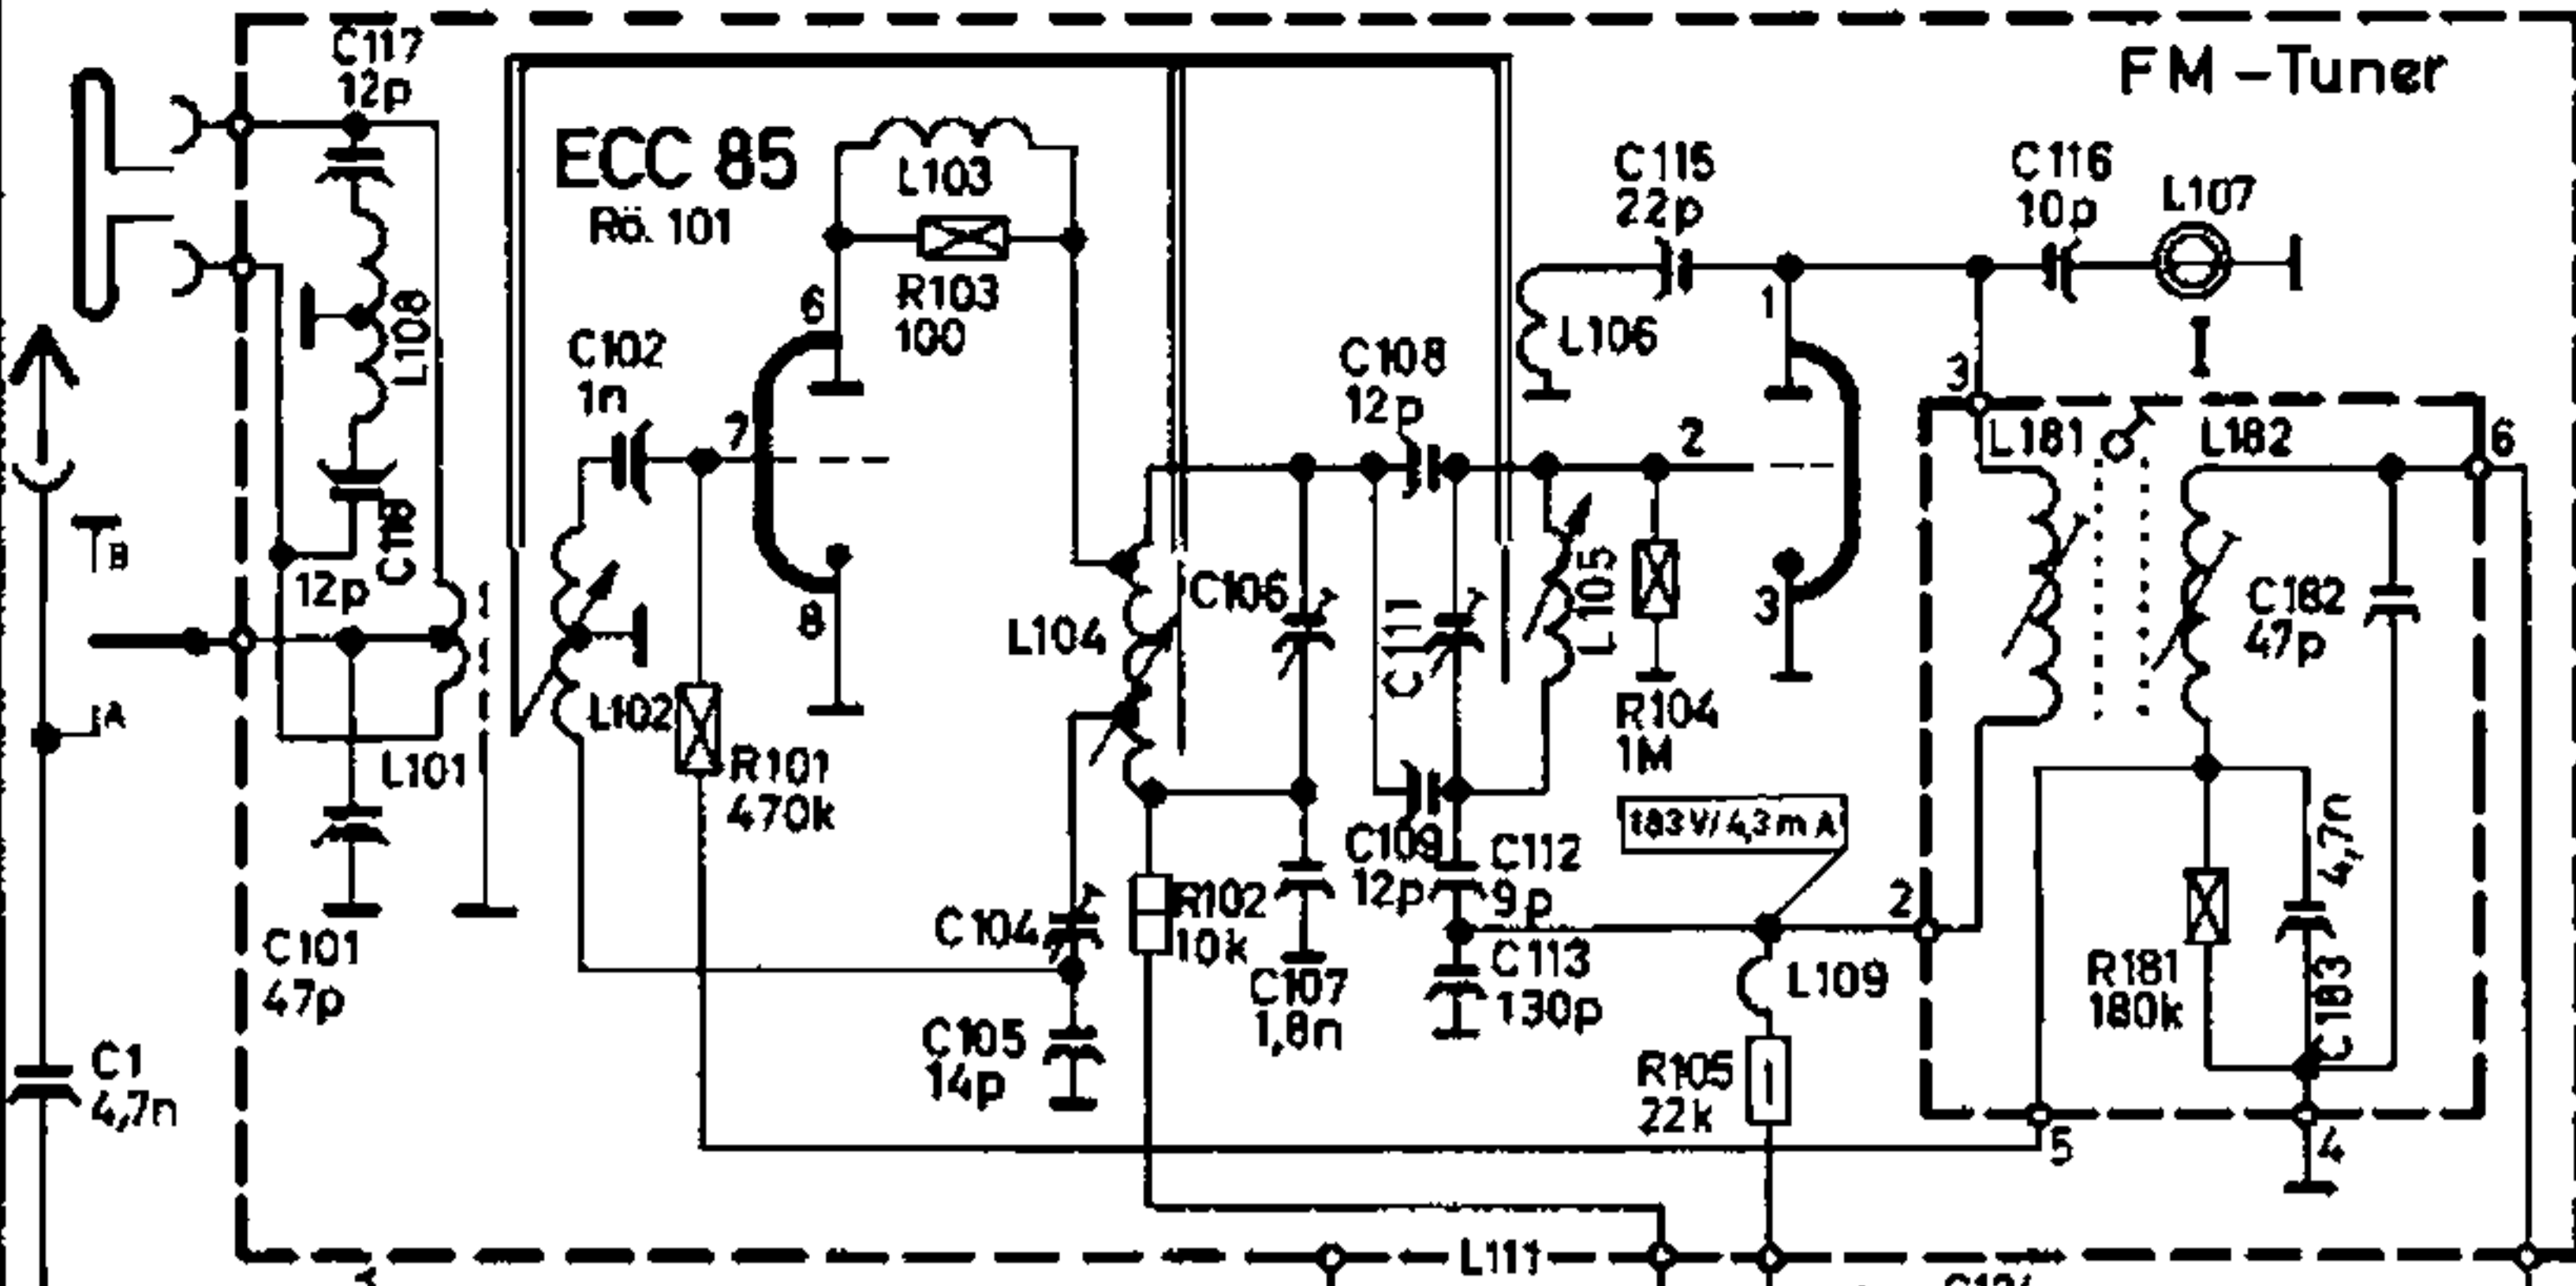 FM-Tuner
C117
12p
ECC 85
Rö. 101
L103
R103
100
C115
22p
C116
10p
L107
L108
C102
1n
6
7
8
C108
12p
L106
1
2
3
3
L181
L182
6
B
12p
C118
A
L101
L102
R101
470k
L104
C106
C111
L105
R104
1M
C182
47p
183V/4,3mA
C101
47p
C104
R102
10k
C109
12p
C112
9p
2
C107
1,8n
C113
130p
L109
R181
180k
4,7n
C183
C1
4,7n
C105
14p
R105
22k
5
4
L111